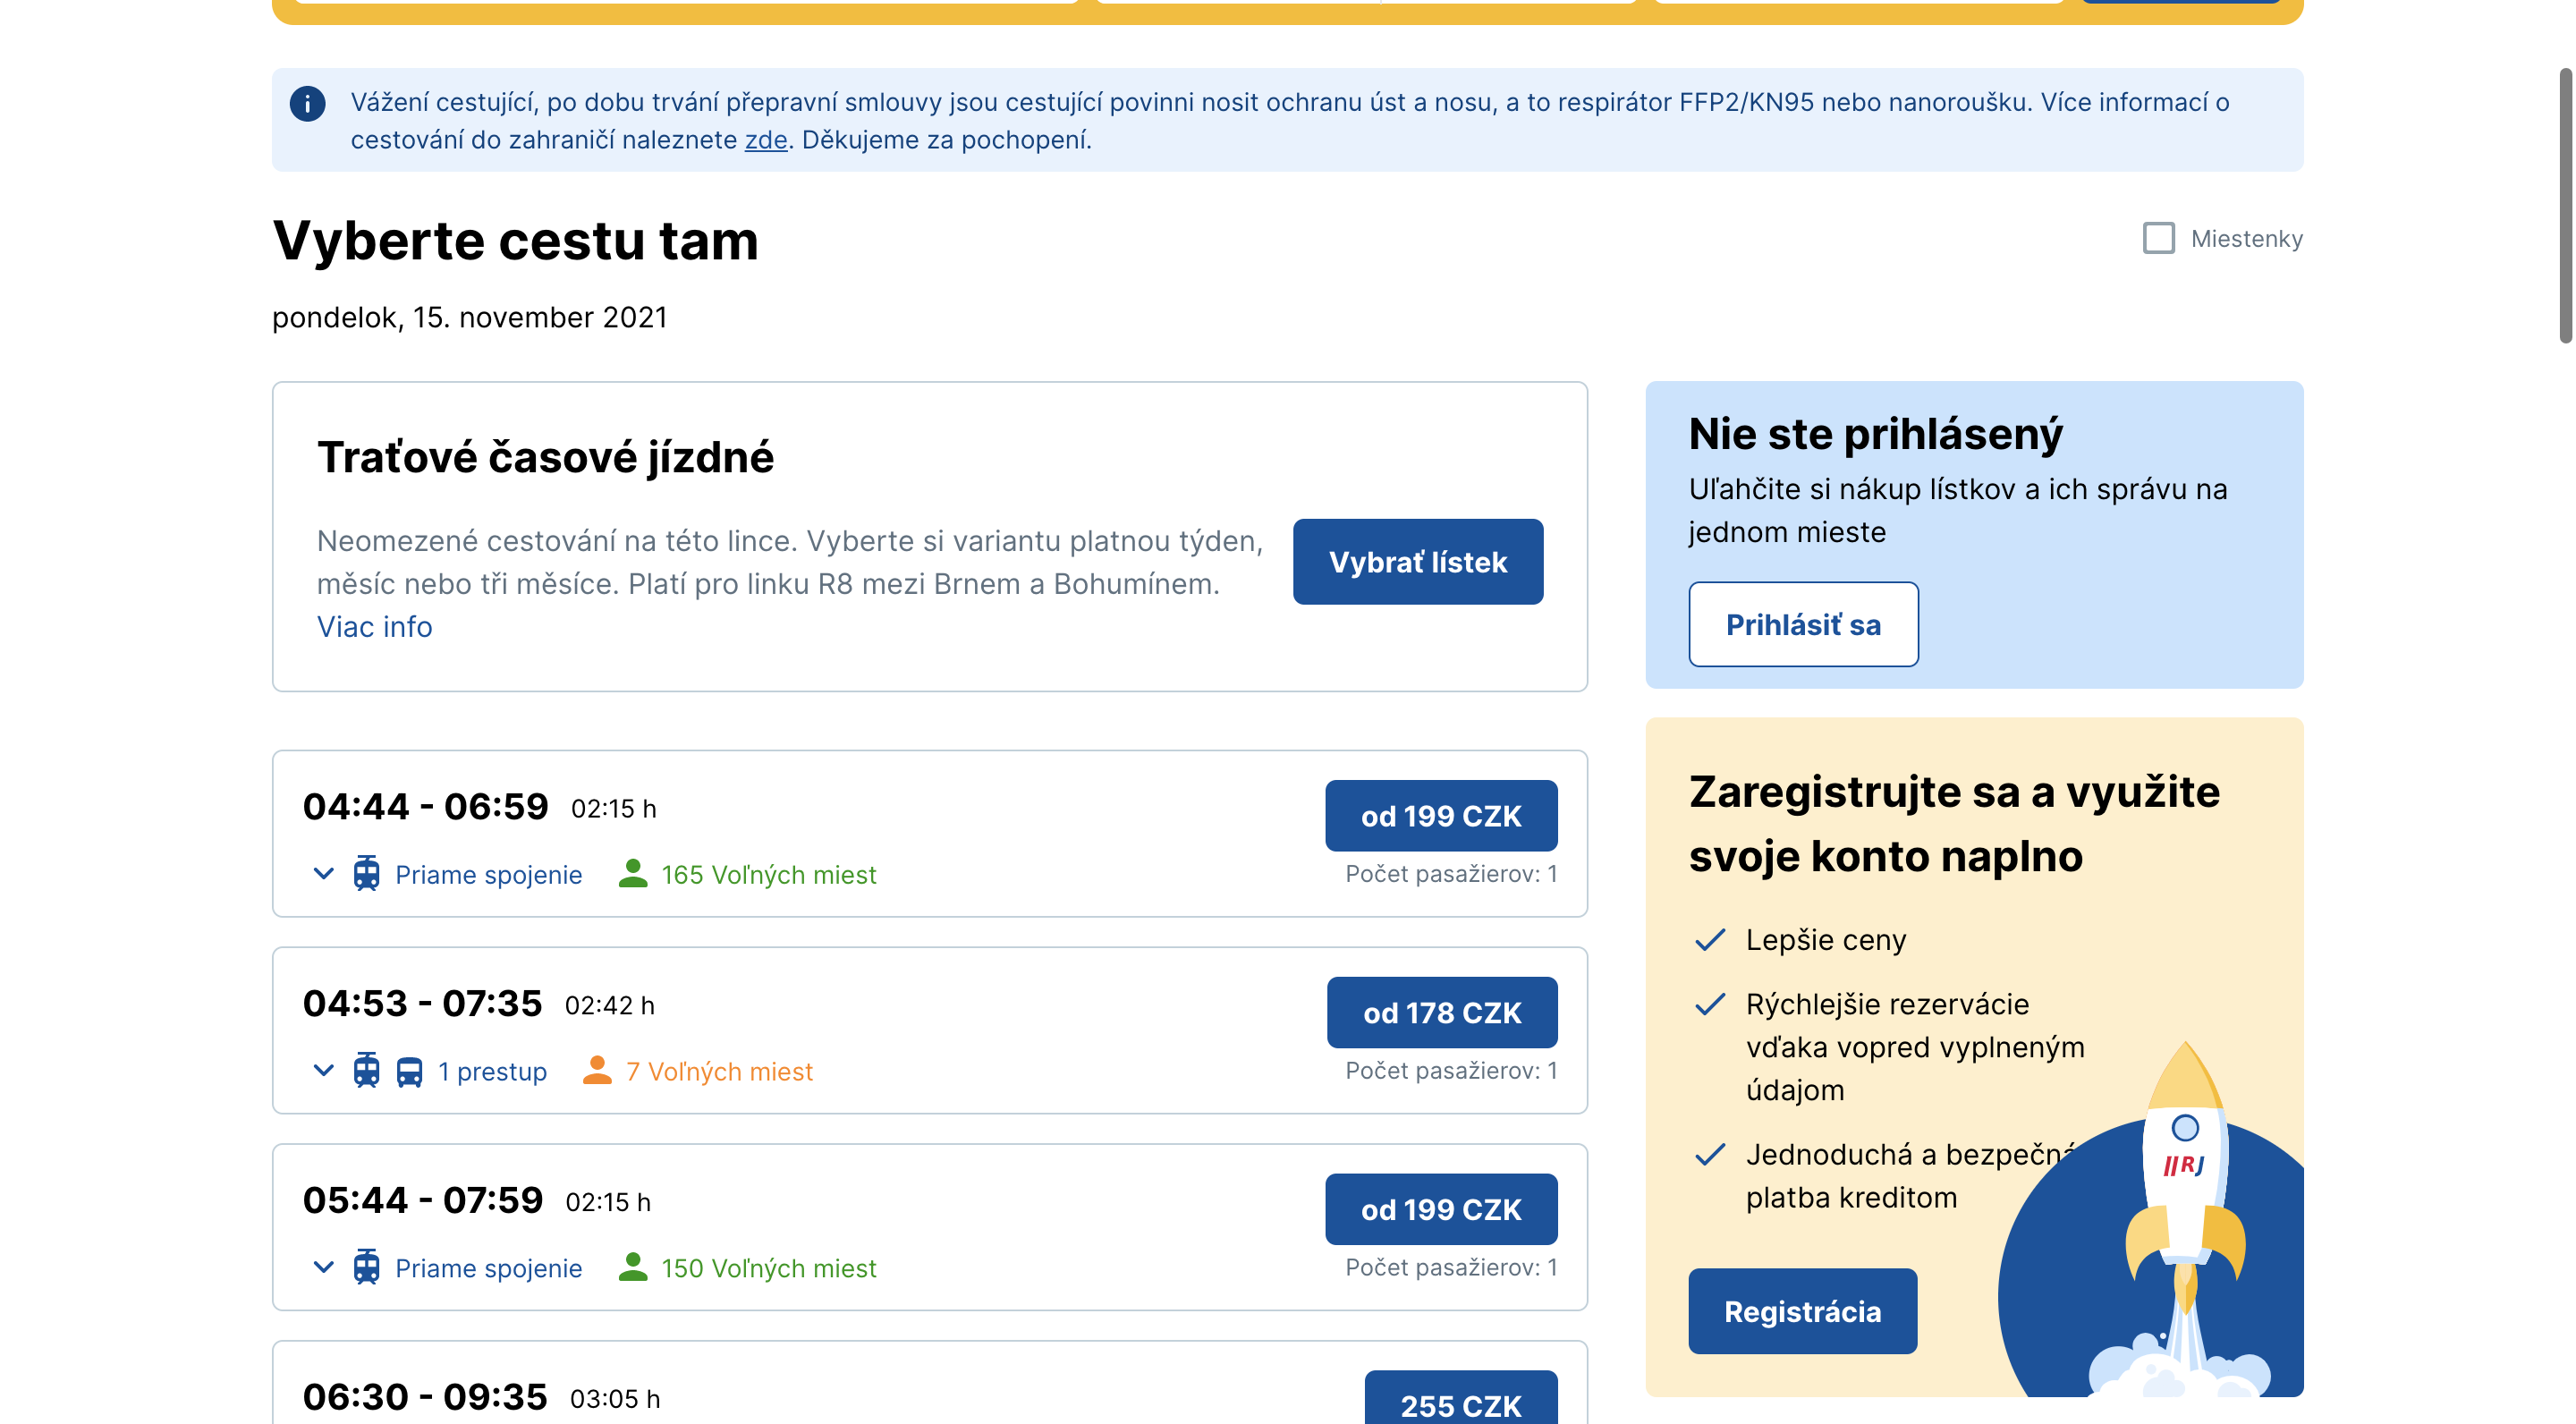 Vážení cestující, po dobu trvání přepravní smlouvy jsou cestující povinni nosit ochranu úst a nosu, a to respirátor FFP2/KN95 nebo nanoroušku. Více informací o
cestování do zahraničí naleznete zde. Děkujeme za pochopení.
Vyberte cestu tam
Miestenky
pondelok, 15. november 2021
Traťové časové jízdné
Neomezené cestování na této lince. Vyberte si variantu platnou týden,
měsíc nebo tři měsíce. Platí pro linku R8 mezi Brnem a Bohumínem.
Viac info
Vybrať lístek
04:44 - 06:59 02:15 h
od 199 CZK
Priame spojenie 165 Voľných miest
Počet pasažierov: 1
04:53 - 07:35 02:42 h
od 178 CZK
1 prestup 7 Voľných miest
Počet pasažierov: 1
05:44 - 07:59 02:15 h
od 199 CZK
Priame spojenie 150 Voľných miest
Počet pasažierov: 1
06:30 - 09:35 03:05 h
255 CZK
Nie ste prihlásený
Uľahčite si nákup lístkov a ich správu na
jednom mieste
Prihlásiť sa
Zaregistrujte sa a využite
svoje konto naplno
Lepšie ceny
Rýchlejšie rezervácie
vďaka vopred vyplneným
údajom
Jednoduchá a bezpečná
platba kreditom
RJ
Registrácia